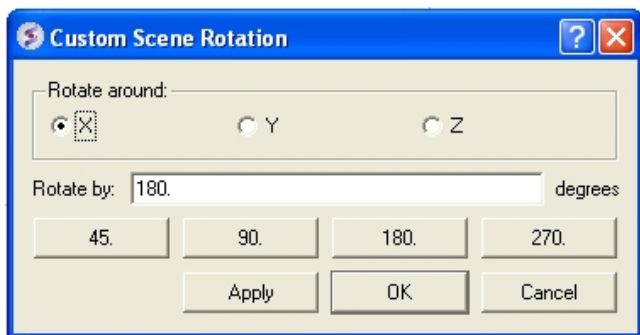 Custom Scene Rotation ?
Rotate around:
X Y Z
Rotate by: 180. degrees
45. 90. 180. 270.
Apply OK Cancel